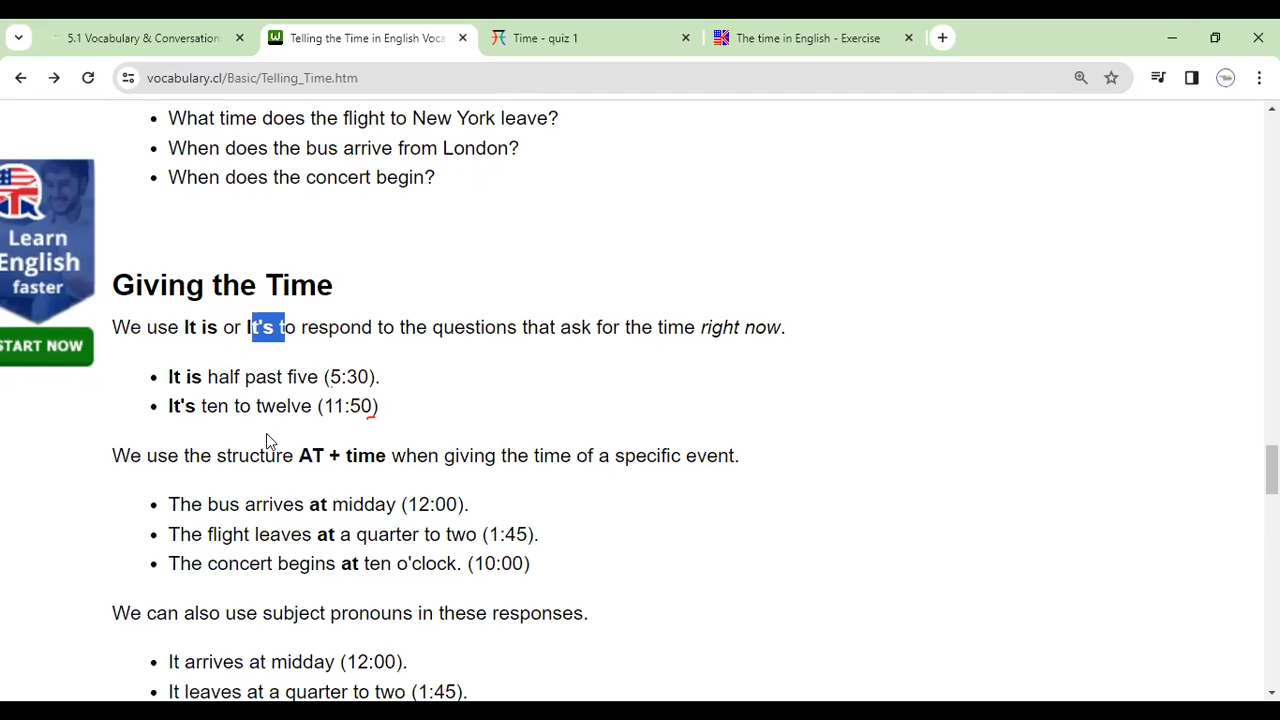 5.1 Vocabulary & Conversation
Telling the Time in English Voca
Time - quiz 1
The time in English - Exercise
vocabulary.cl/Basic/Telling_Time.htm
• What time does the flight to New York leave?
• When does the bus arrive from London?
• When does the concert begin?
Learn
English
faster
START NOW
Giving the Time
We use It is or It's to respond to the questions that ask for the time right now.
• It is half past five (5:30).
• It's ten to twelve (11:50)
We use the structure AT + time when giving the time of a specific event.
• The bus arrives at midday (12:00).
• The flight leaves at a quarter to two (1:45).
• The concert begins at ten o'clock. (10:00)
We can also use subject pronouns in these responses.
• It arrives at midday (12:00).
• It leaves at a quarter to two (1:45).